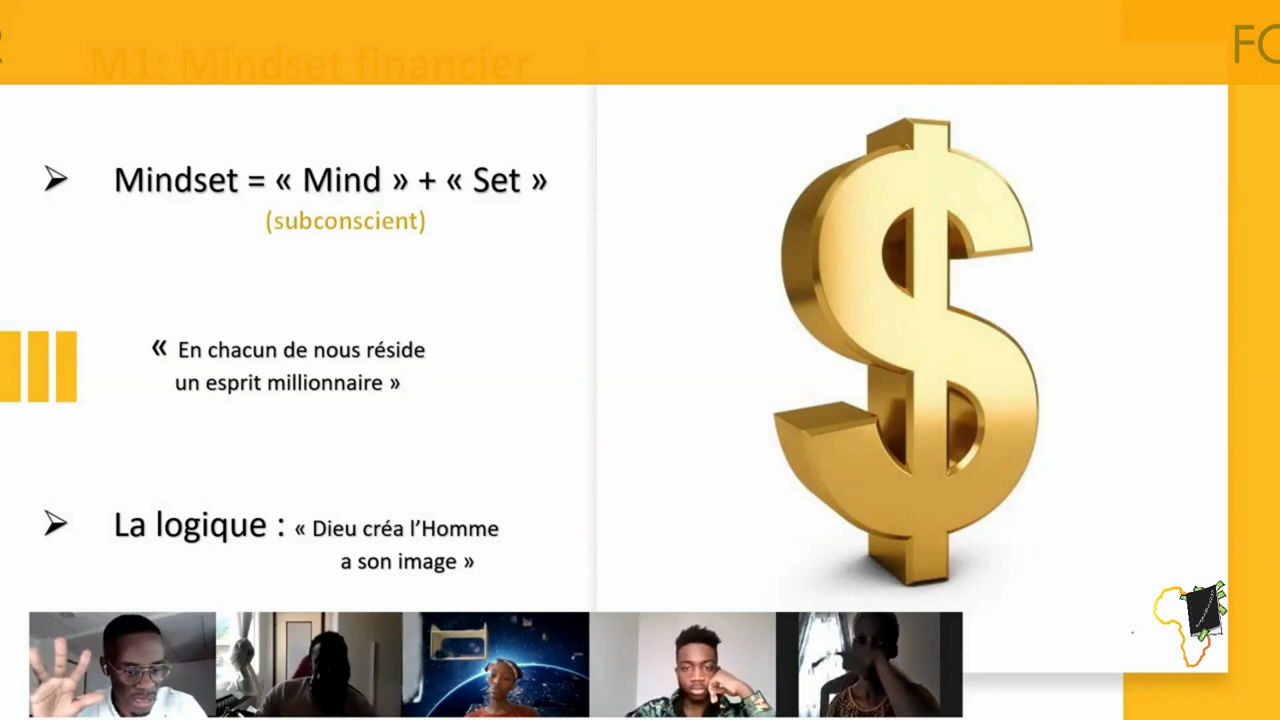 M1: Mindset financier
FO
➢ Mindset = « Mind » + « Set »
(subconscient)
« En chacun de nous réside
un esprit millionnaire »
➢ La logique : « Dieu créa l’Homme
a son image »